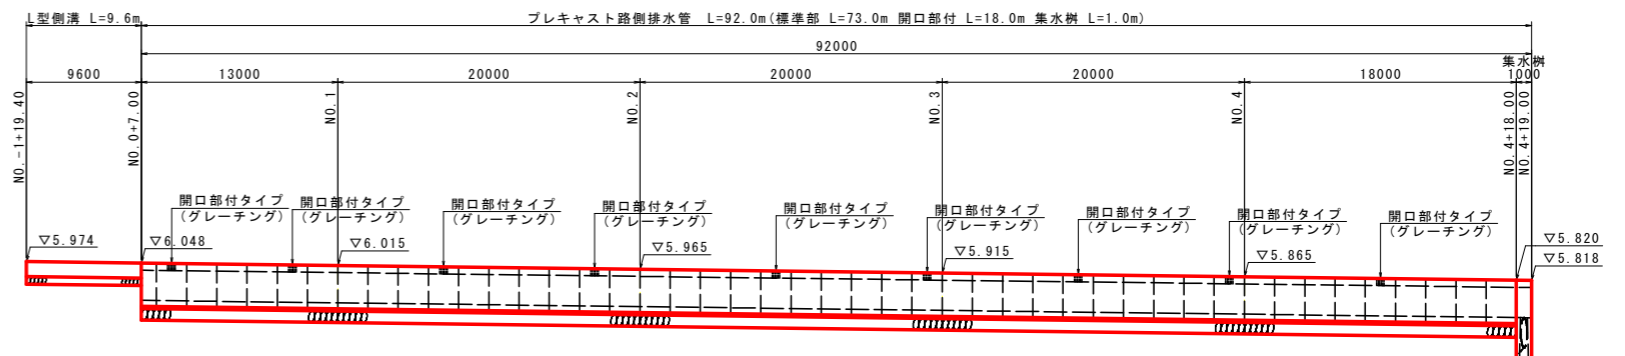 L型側溝 L=9.6m
プレキャスト路側排水管 L=92.0m(標準部 L=73.0m 開口部付 L=18.0m 集水桝 L=1.0m)
92000
集水桝
9600
13000
20000
20000
20000
18000
1000
NO.-1+19.40
NO.0+7.00
NO.1
NO.2
NO.3
NO.4
NO.4+18.00
NO.4+19.00
開口部付タイプ
(グレーチング)
開口部付タイプ
(グレーチング)
開口部付タイプ
(グレーチング)
開口部付タイプ
(グレーチング)
開口部付タイプ
(グレーチング)
開口部付タイプ
(グレーチング)
開口部付タイプ
(グレーチング)
開口部付タイプ
(グレーチング)
開口部付タイプ
(グレーチング)
▽5.974
▽6.048
▽6.015
▽5.965
▽5.915
▽5.865
▽5.820
▽5.818